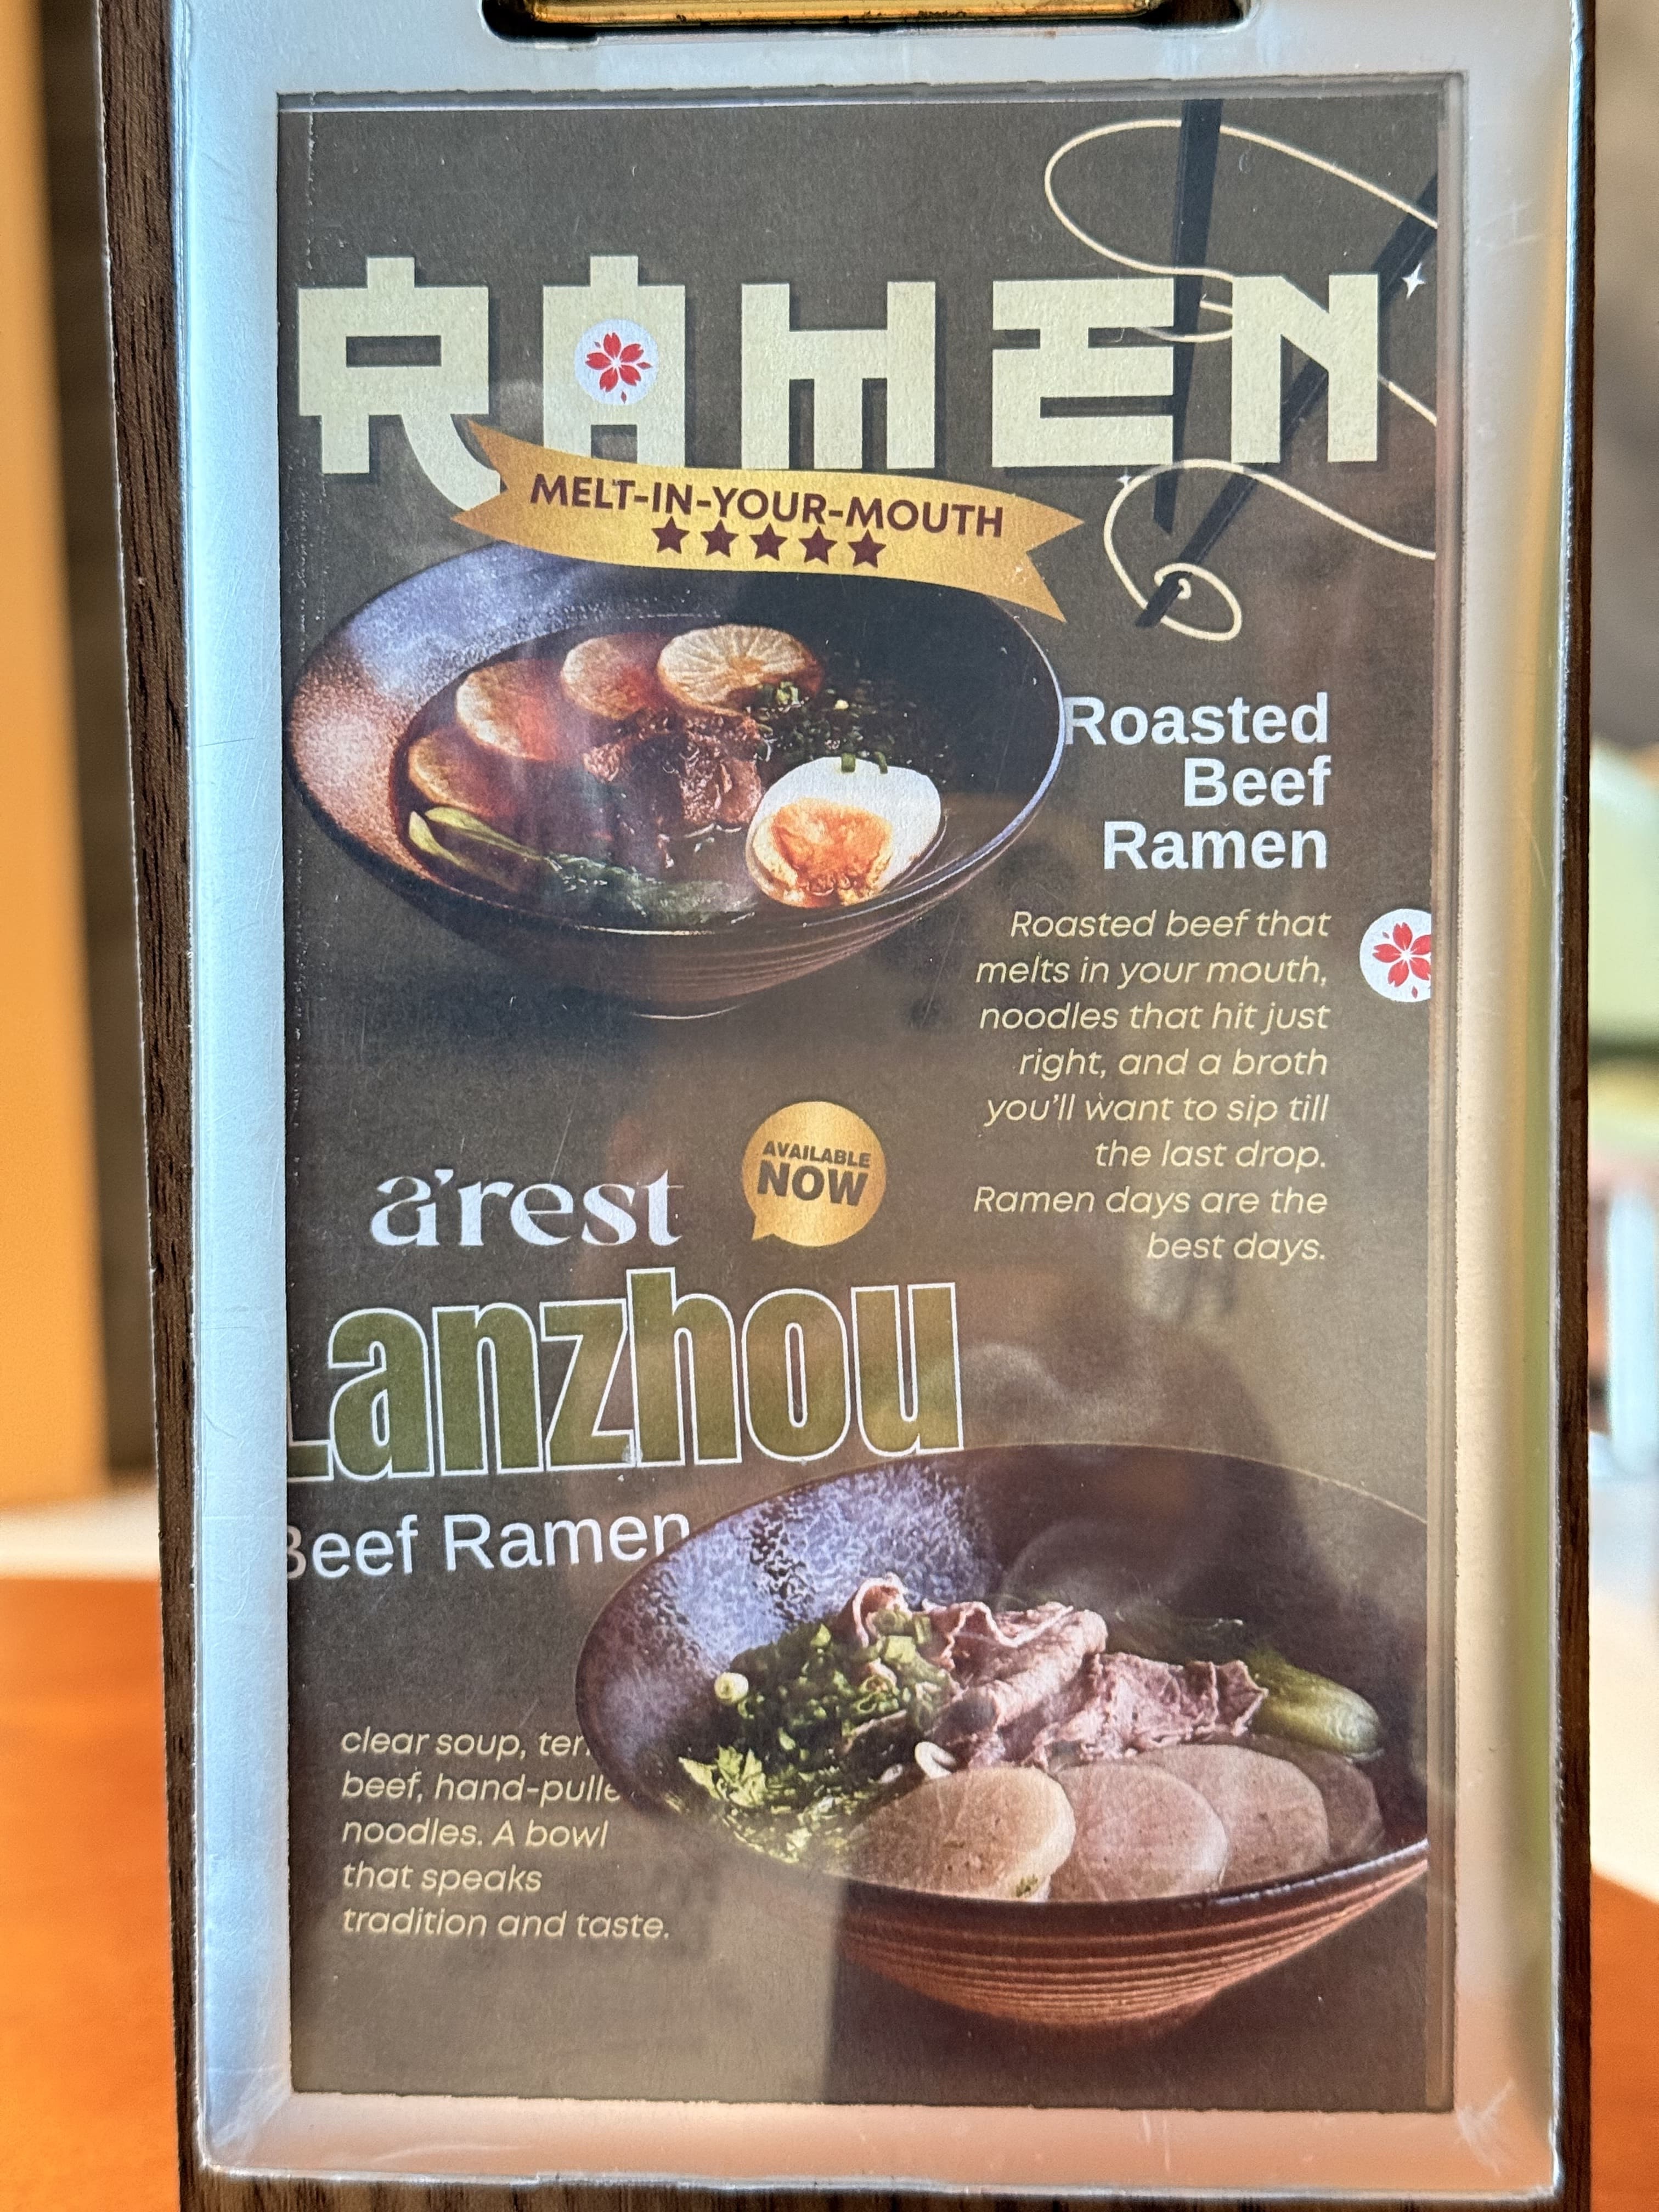 RAMEN
MELT-IN-YOUR-MOUTH
Roasted
Beef
Ramen
Roasted beef that
melts in your mouth,
noodles that hit just
right, and a broth
you'll want to sip till
the last drop.
Ramen days are the
best days.
a'rest
AVAILABLE
NOW
Lanzhou
Beef Ramen
clear soup,
beef,
noodles. A bowl
that speaks
tradition and taste.